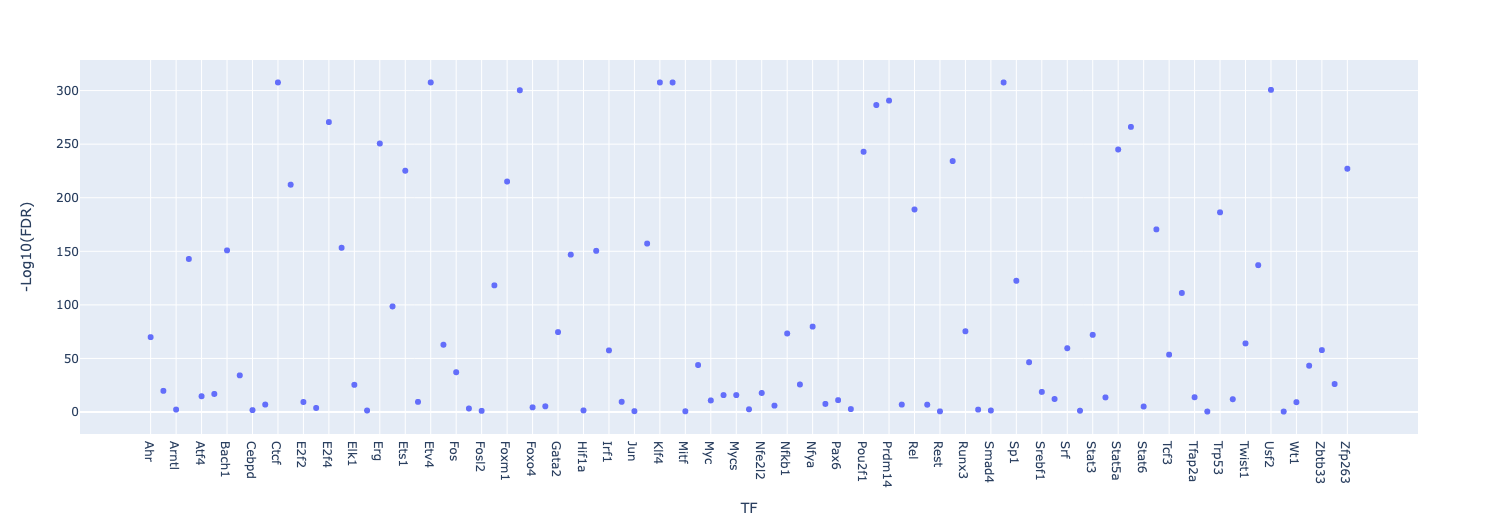 -Log10(FDR)
300
250
200
150
100
50
0
Ahr
Arntl
Atf4
Bach1
Cebpd
Ctcf
E2f2
E2f4
Elk1
Erg
Ets1
Etv4
Fos
Fosl2
Foxm1
Foxo4
Gata2
Hif1a
Irf1
Jun
Klf4
Mitf
Myc
Mycs
Nfe2l2
Nfkb1
Nfya
Pax6
Pou2f1
Prdm14
Rel
Rest
Runx3
Smad4
Sp1
Srebf1
Srf
Stat3
Stat5a
Stat6
Tcf3
Tfap2a
Trp53
Twist1
Usf2
Wt1
Zbtb33
Zfp263
TF